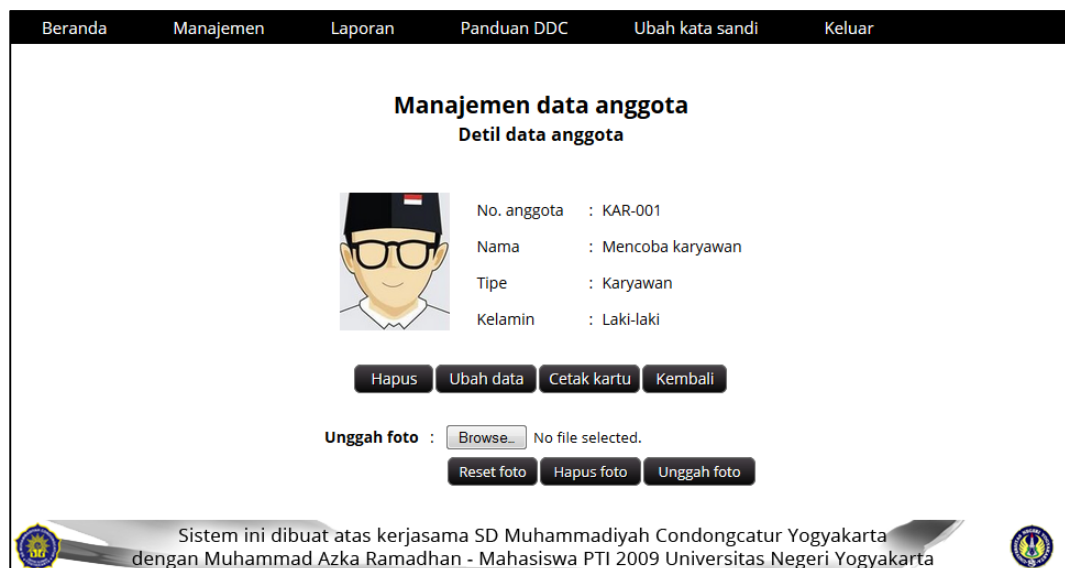 Beranda Manajemen Laporan Panduan DDC Ubah kata sandi Keluar
Manajemen data anggota
Detil data anggota
No. anggota : KAR-001
Nama : Mencoba karyawan
Tipe : Karyawan
Kelamin : Laki-laki
Hapus Ubah data Cetak kartu Kembali
Unggah foto : Browse_ No file selected.
Reset foto Hapus foto Unggah foto
Sistem ini dibuat atas kerjasama SD Muhammadiyah Condongcatur Yogyakarta
dengan Muhammad Azka Ramadhan - Mahasiswa PTI 2009 Universitas Negeri Yogyakarta